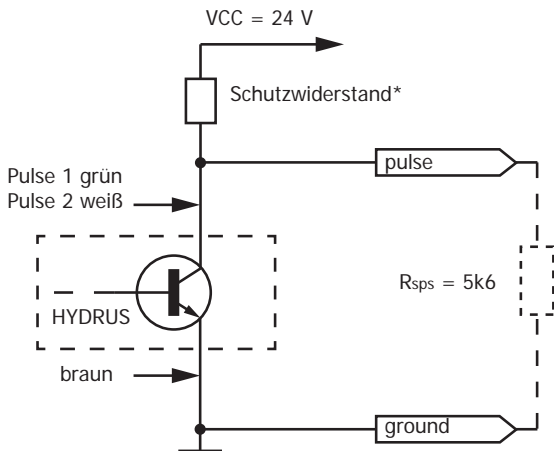 VCC = 24 V
Schutzwiderstand*
Pulse 1 grün
Pulse 2 weiß
pulse
Rsps = 5k6
HYDRUS
braun
ground